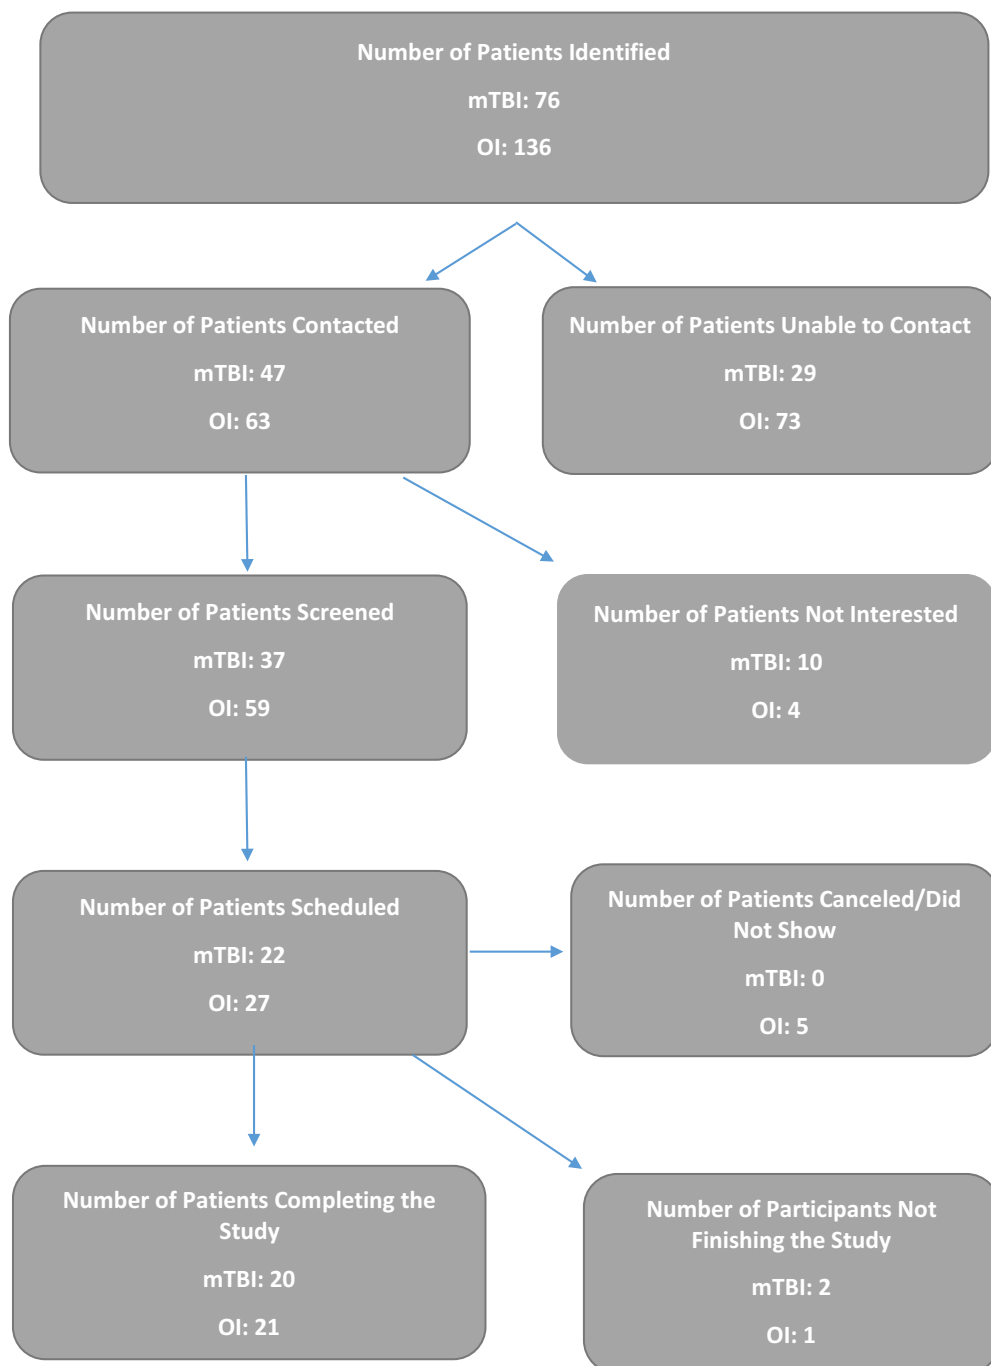 Number of Patients Identified
mTBI: 76
OI: 136
Number of Patients Contacted
mTBI: 47
OI: 63
Number of Patients Unable to Contact
mTBI: 29
OI: 73
Number of Patients Screened
mTBI: 37
OI: 59
Number of Patients Not Interested
mTBI: 10
OI: 4
Number of Patients Scheduled
mTBI: 22
OI: 27
Number of Patients Canceled/Did
Not Show
mTBI: 0
OI: 5
Number of Patients Completing the
Study
mTBI: 20
OI: 21
Number of Participants Not
Finishing the Study
mTBI: 2
OI: 1